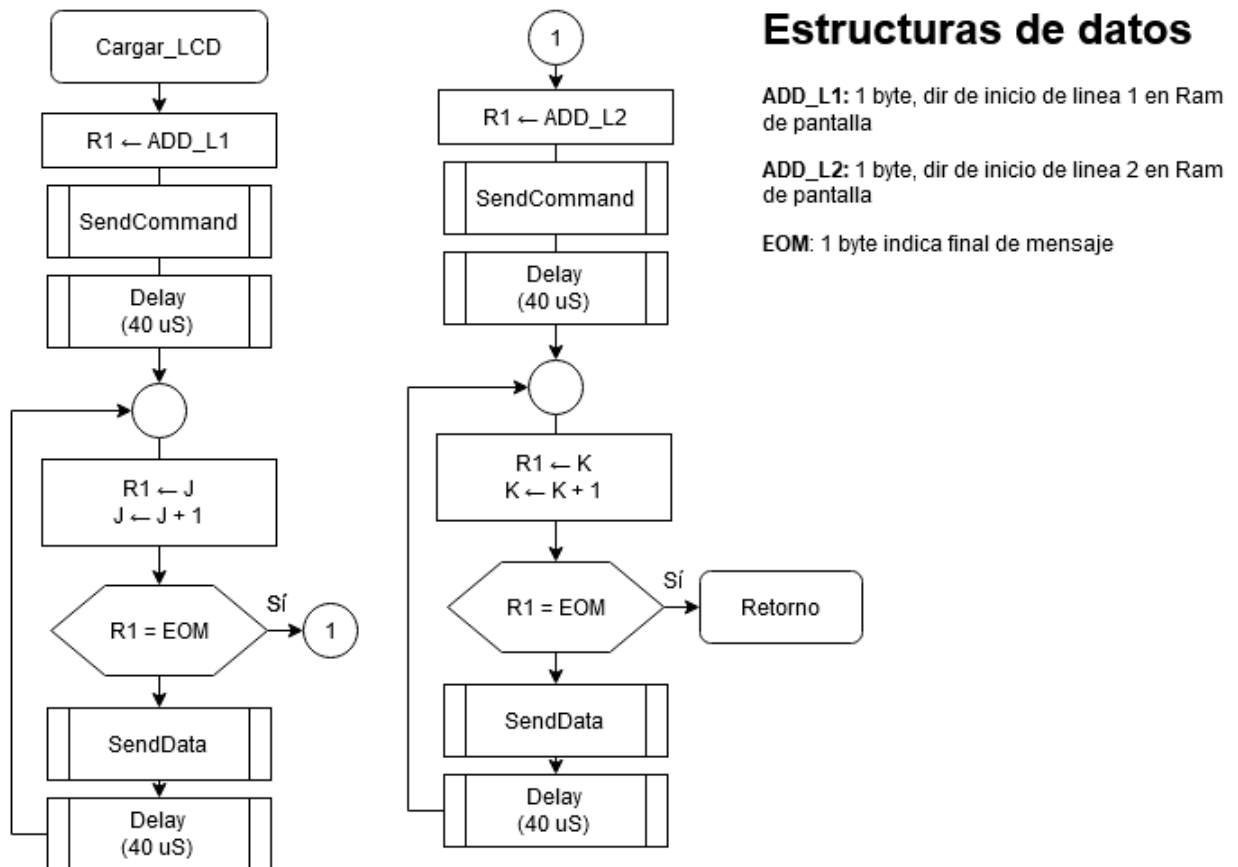 Cargar_LCD
R1 ← ADD_L1
SendCommand
Delay
(40 uS)
R1 ← J
J ← J + 1
R1 = EOM
Sí
1
SendData
Delay
(40 uS)
1
R1 ← ADD_L2
SendCommand
Delay
(40 uS)
R1 ← K
K ← K + 1
R1 = EOM
Sí
Retorno
SendData
Delay
(40 uS)
Estructuras de datos
ADD_L1: 1 byte, dir de inicio de linea 1 en Ram
de pantalla
ADD_L2: 1 byte, dir de inicio de linea 2 en Ram
de pantalla
EOM: 1 byte indica final de mensaje